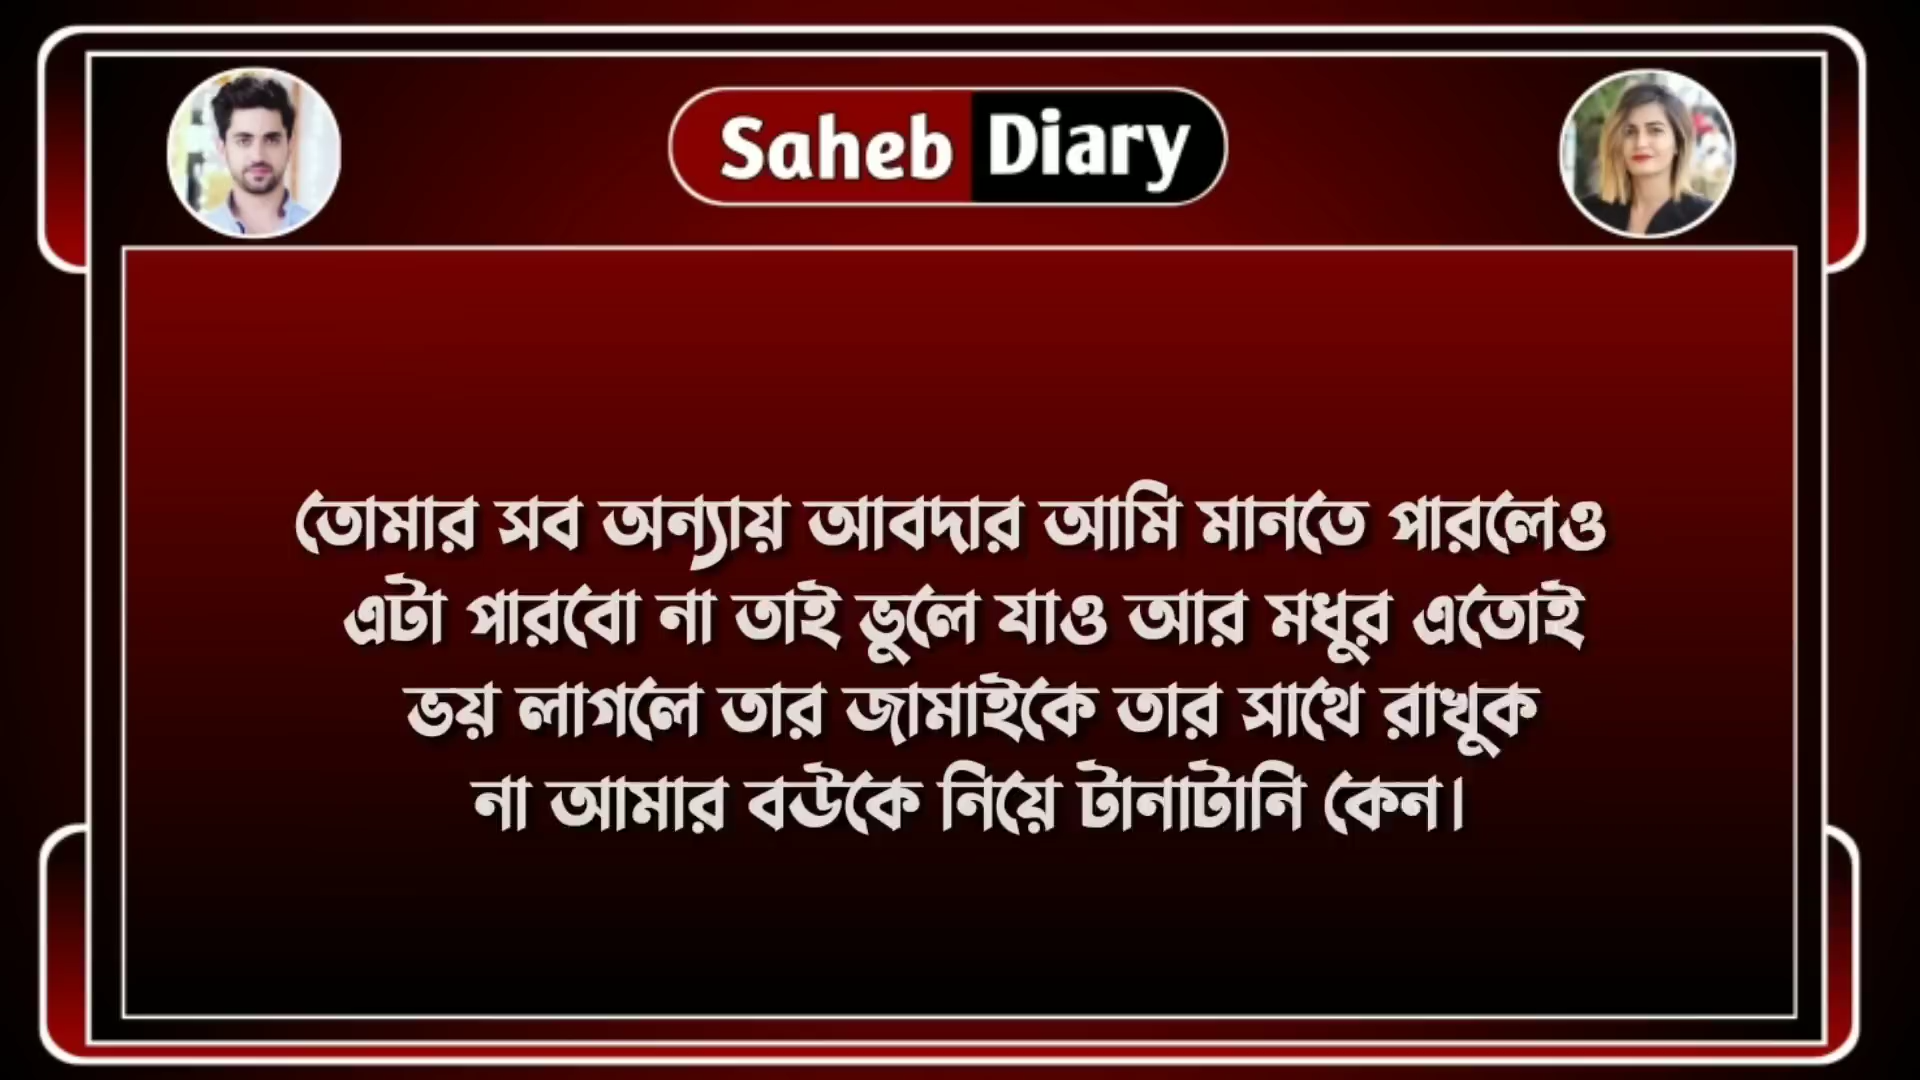 Saheb Diary
তোমার সব অন্যায় আবদার আমি মানতে পারলেও
এটা পারবো না তাই ভুলে যাও আর মধুর এতোই
ভয় লাগলে তার জামাইকে তার সাথে রাখুক
না আমার বউকে নিয়ে টানাটানি কেন।